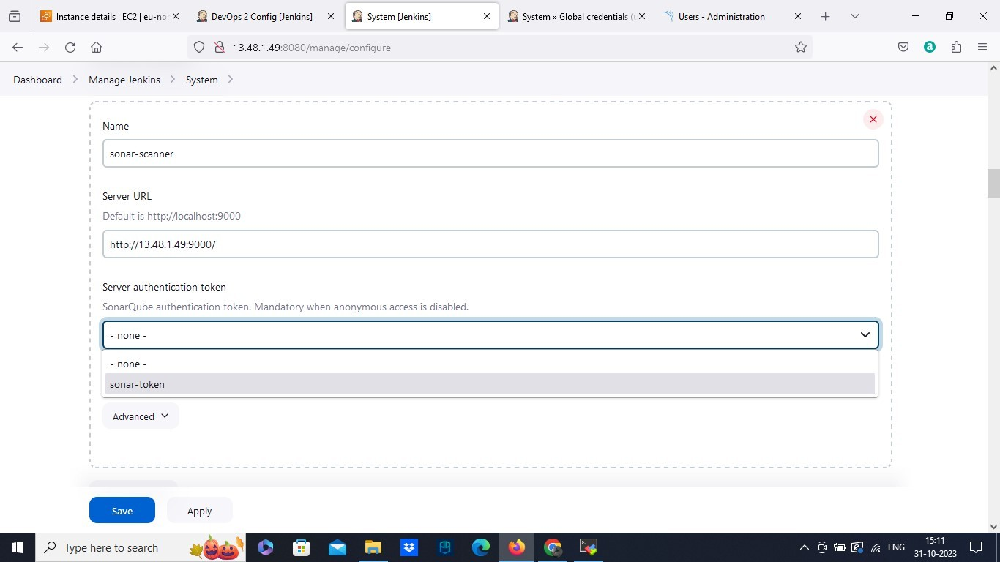 Instance details | EC2 | eu-nor
DevOps 2 Config [Jenkins]
System [Jenkins]
System » Global credentials (u
Users - Administration
13.48.1.49:8080/manage/configure
Dashboard
Manage Jenkins
System
Name
sonar-scanner
Server URL
Default is http://localhost:9000
http://13.48.1.49:9000/
Server authentication token
SonarQube authentication token. Mandatory when anonymous access is disabled.
- none -
- none -
sonar-token
Advanced
Save
Apply
Type here to search
ENG
15:11
31-10-2023